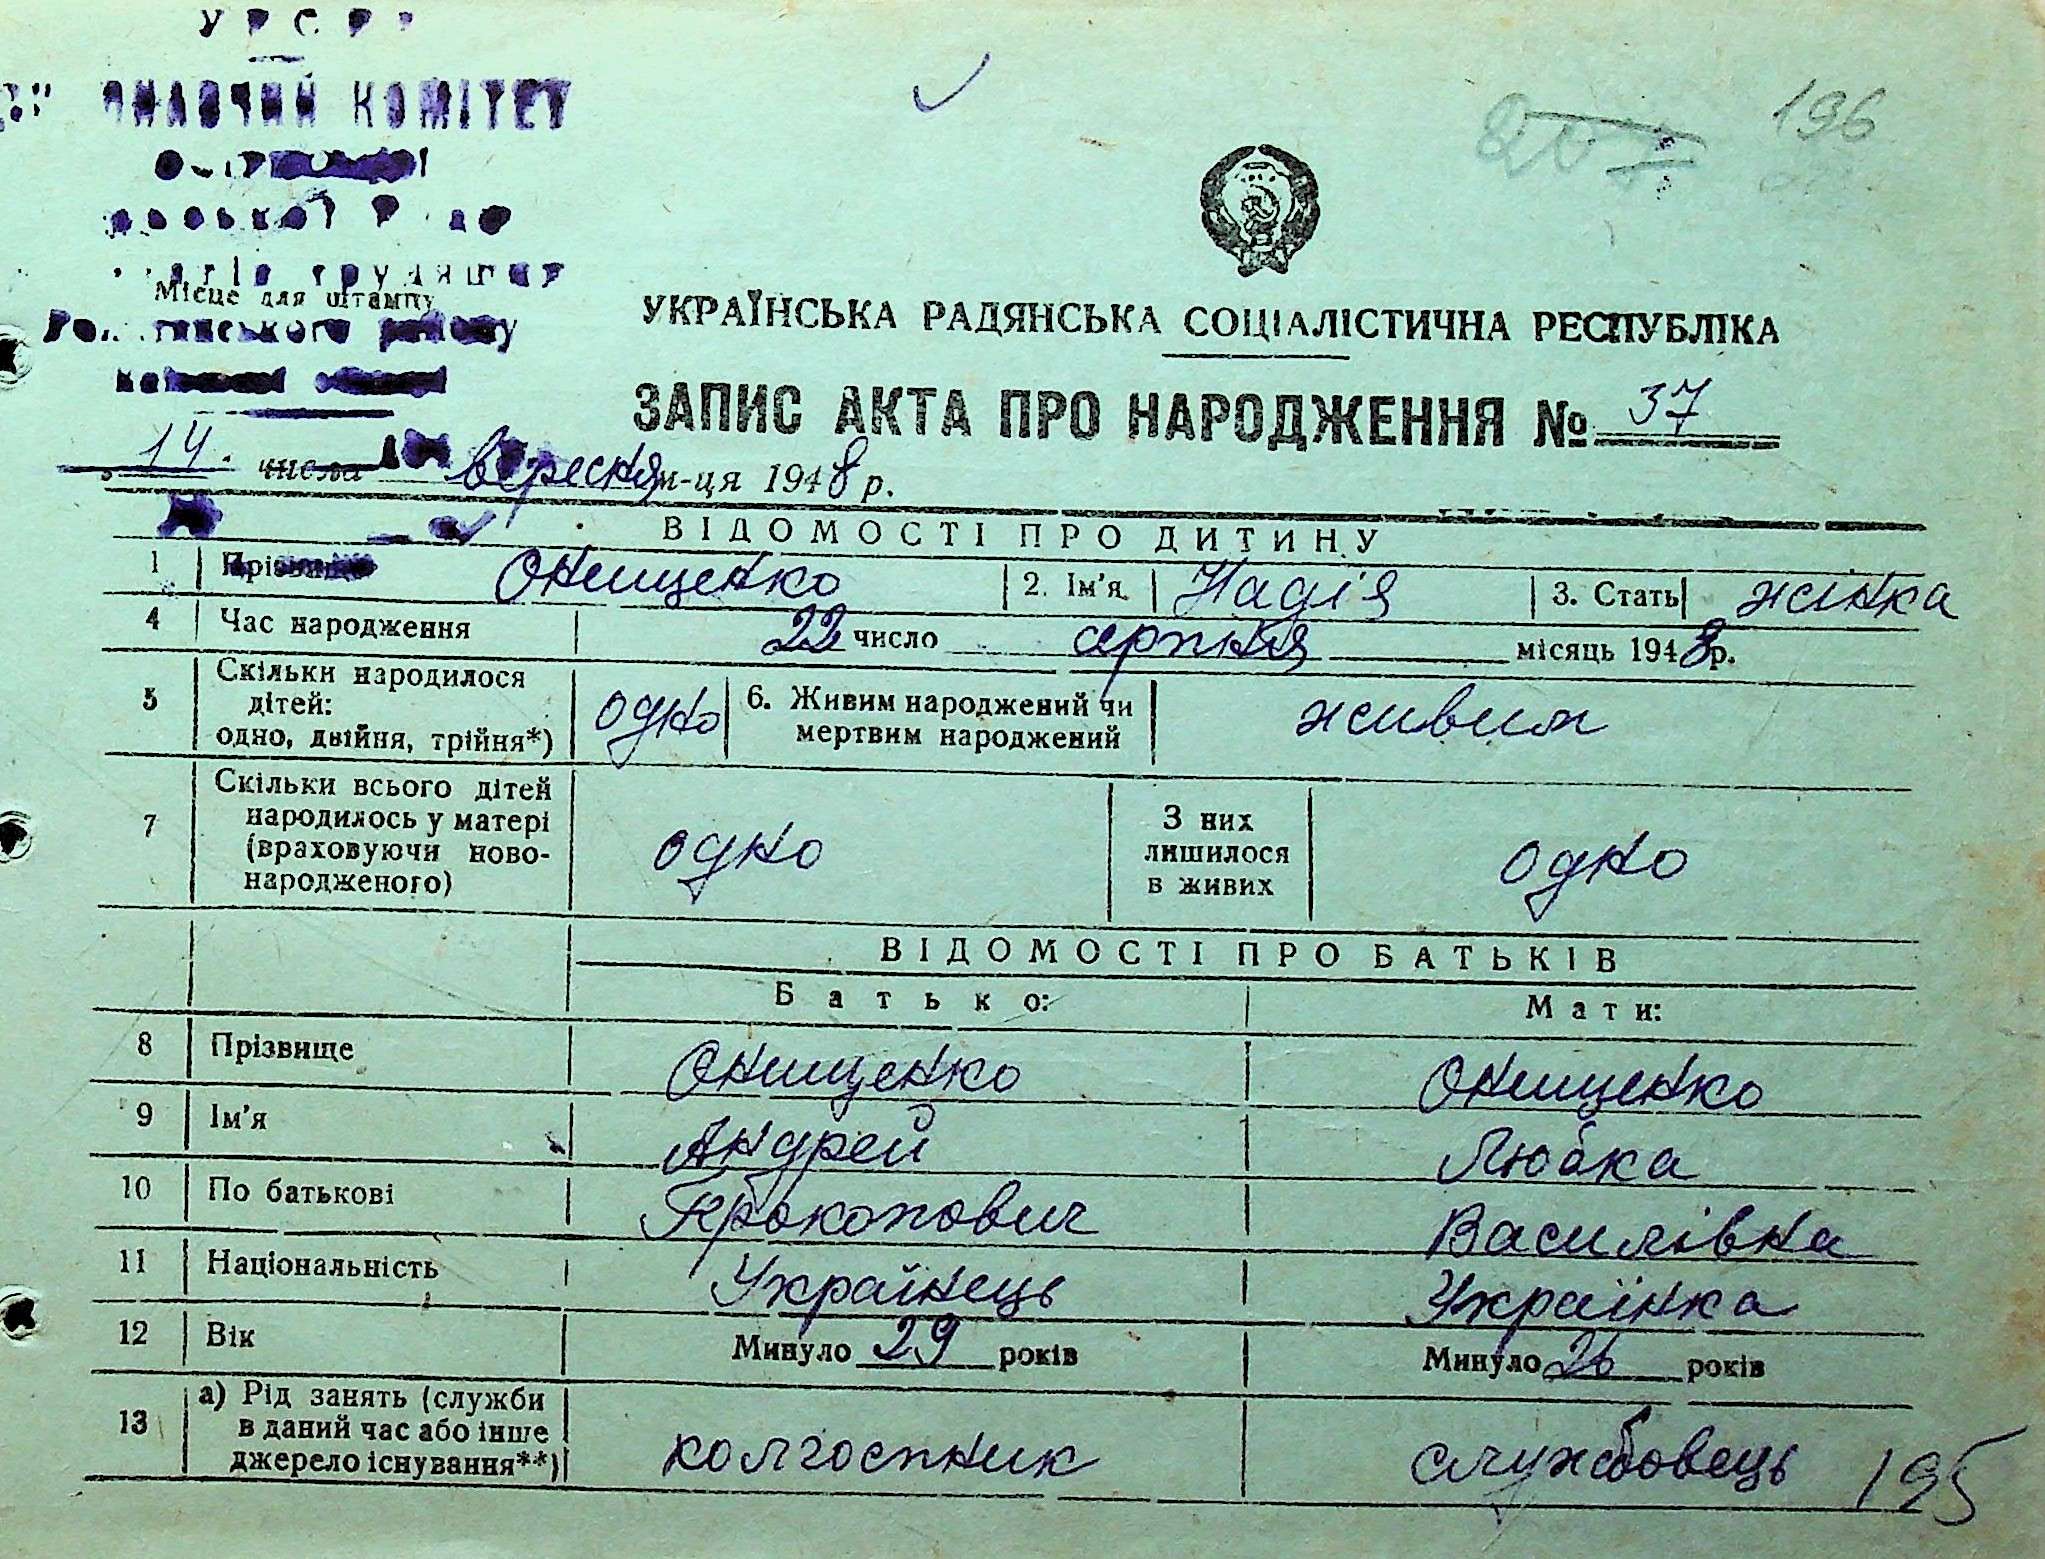 УРСР
КОМІТЕТ
трудящих
Місце для штампу
району
196
УКРАЇНСЬКА РАДЯНСЬКА СОЦІАЛІСТИЧНА РЕСПУБЛІКА
ЗАПИС АКТА ПРО НАРОДЖЕННЯ № 37
14. числа вересня м-ця 1948 р.
ВІДОМОСТІ ПРО ДИТИНУ
1 Прізвище Онищенко 2. Ім'я Надія 3. Стать жінка
4 Час народження 22 число серпня місяць 1948 р.
5 Скільки народилося дітей: одно, двійня, трійня*) одно 6. Живим народжений чи мертвим народжений живим
7 Скільки всього дітей народилось у матері (враховуючи ново-народженого) одно З них лишилося в живих одно
ВІДОМОСТІ ПРО БАТЬКІВ
Батько: Мати:
8 Прізвище Онищенко Онищенко
9 Ім'я Андрей Любка
10 По батькові Прокопович Василівна
11 Національність Українець Українка
12 Вік Минуло 29 років Минуло 26 років
13 а) Рід занять (служби в даний час або інше джерело існування**) колгоспник службовець
195